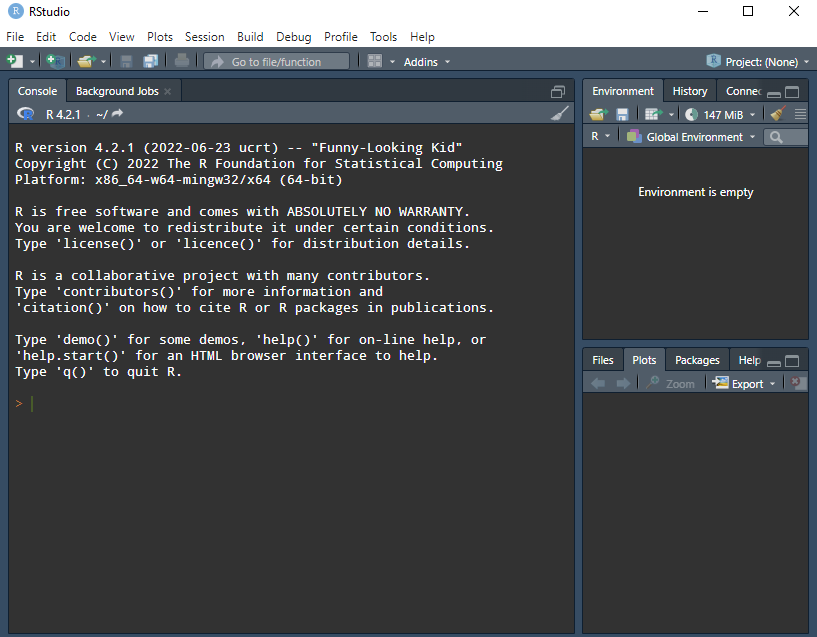 RStudio
File Edit Code View Plots Session Build Debug Profile Tools Help
Go to file/function Addins Project: (None)
Console Background Jobs
R 4.2.1 · ~/
R version 4.2.1 (2022-06-23 ucrt) -- "Funny-Looking Kid"
Copyright (C) 2022 The R Foundation for Statistical Computing
Platform: x86_64-w64-mingw32/x64 (64-bit)
R is free software and comes with ABSOLUTELY NO WARRANTY.
You are welcome to redistribute it under certain conditions.
Type 'license()' or 'licence()' for distribution details.
R is a collaborative project with many contributors.
Type 'contributors()' for more information and
'citation()' on how to cite R or R packages in publications.
Type 'demo()' for some demos, 'help()' for on-line help, or
'help.start()' for an HTML browser interface to help.
Type 'q()' to quit R.
>
Environment History Connec
147 MiB
R Global Environment
Environment is empty
Files Plots Packages Help
Zoom Export